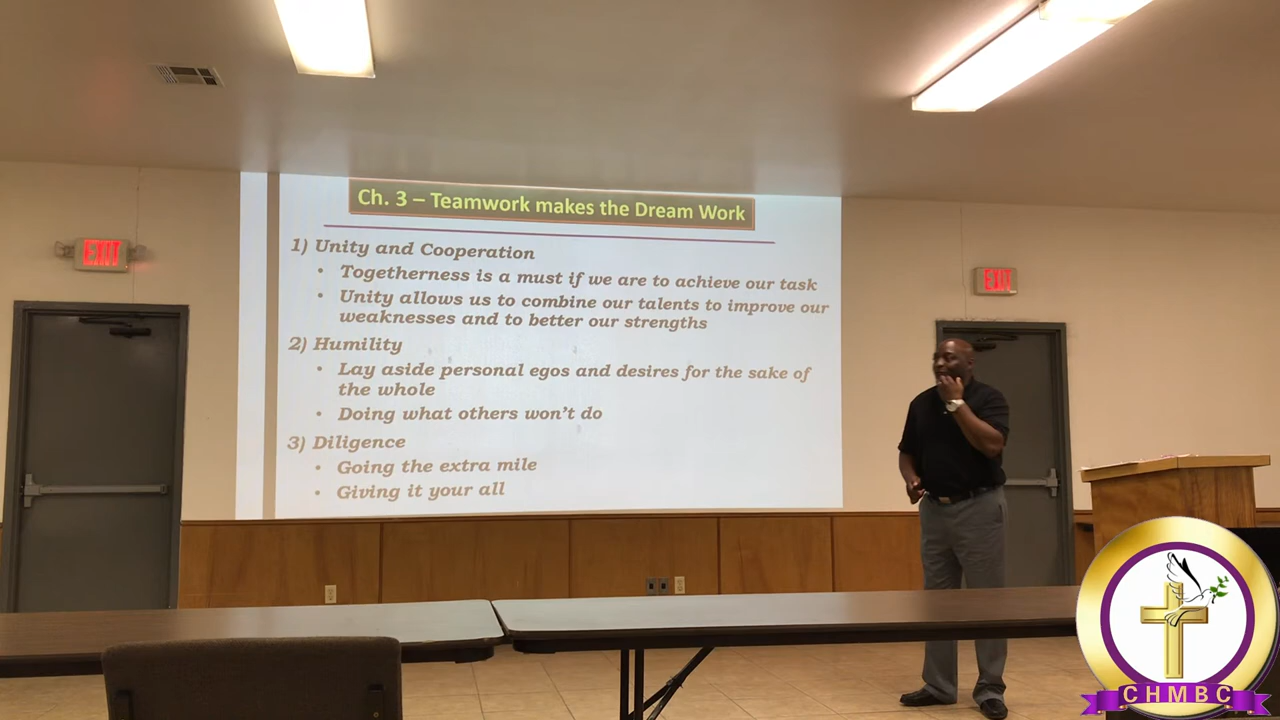 Ch. 3 – Teamwork makes the Dream Work
1) Unity and Cooperation
• Togetherness is a must if we are to achieve our task
• Unity allows us to combine our talents to improve our
weaknesses and to better our strengths
2) Humility
• Lay aside personal egos and desires for the sake of
the whole
• Doing what others won't do
3) Diligence
• Going the extra mile
• Giving it your all
EXIT
EXIT
CHMBC